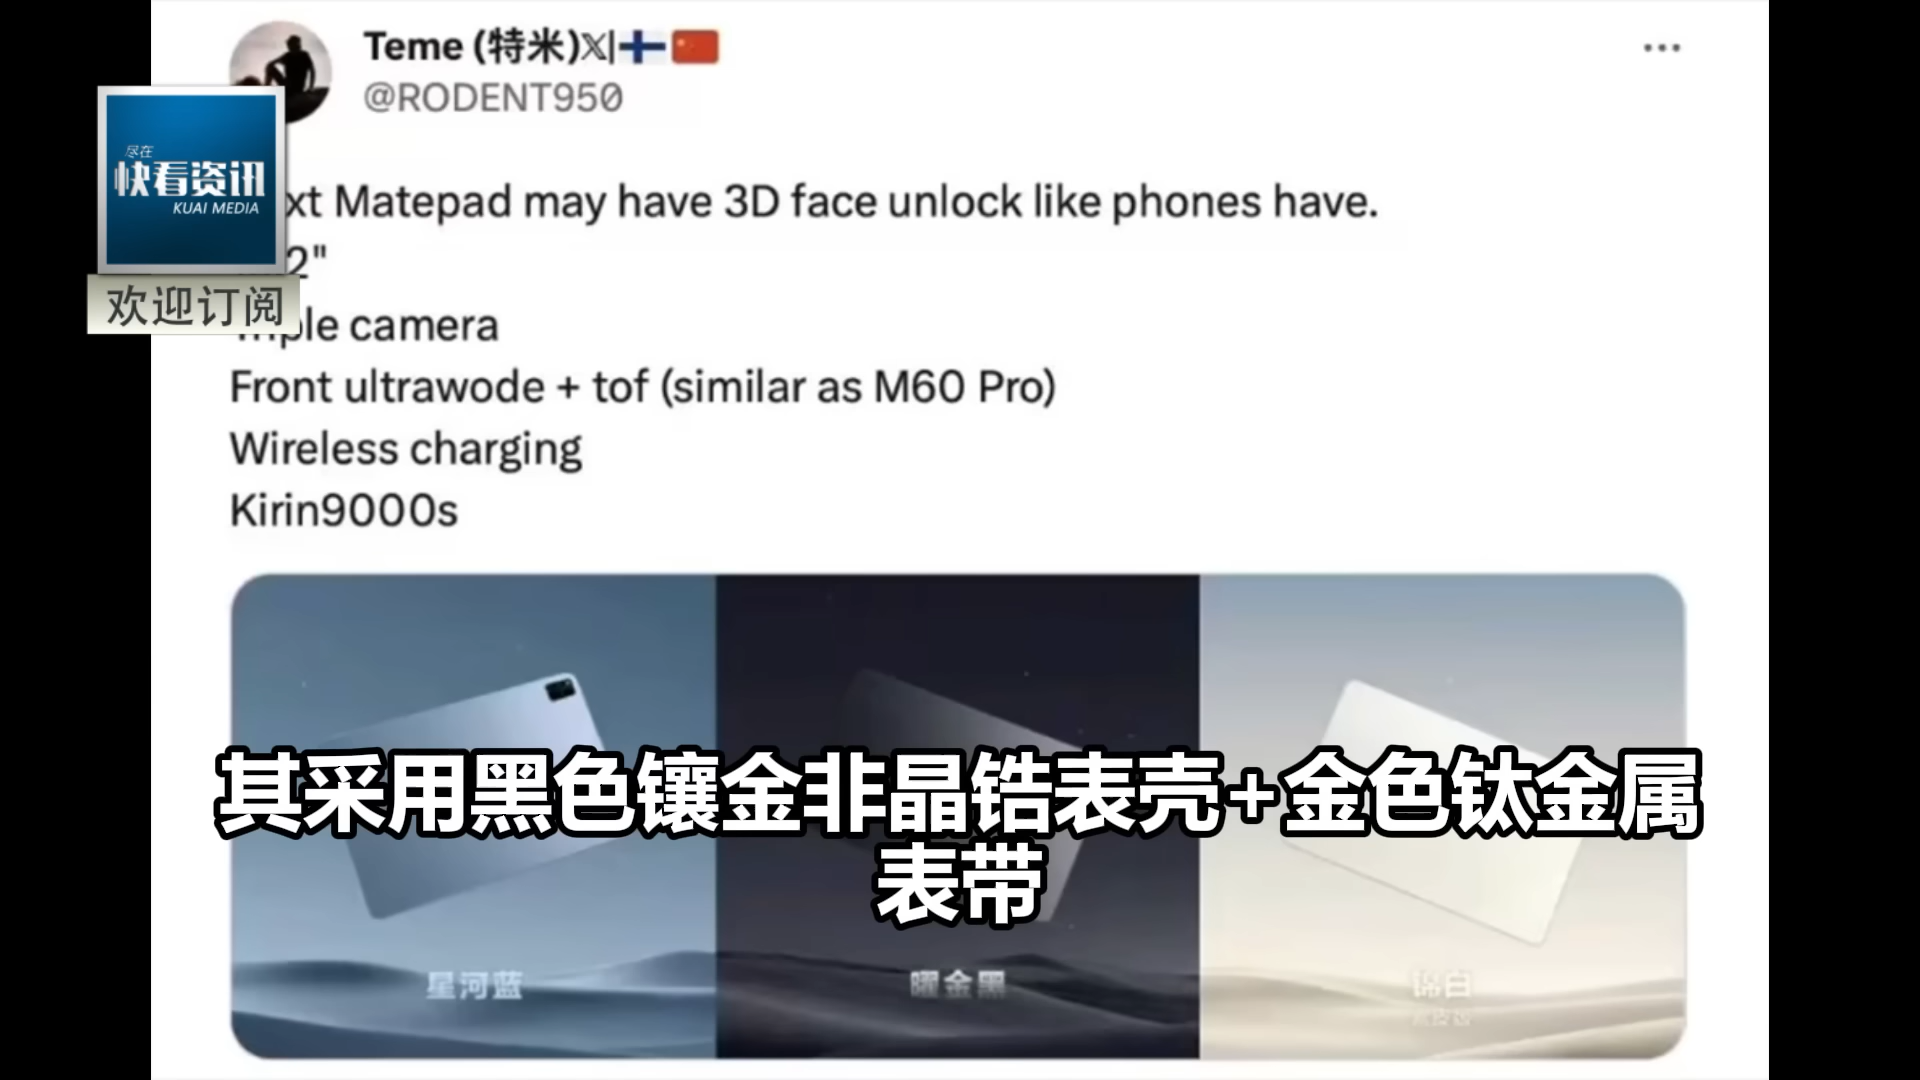 Teme (特米)𝕏|🇫🇮🇨🇳
@RODENT950
尽在
快看资讯
KUAI MEDIA
欢迎订阅
xt Matepad may have 3D face unlock like phones have.
2"
ple camera
Front ultrawode + tof (similar as M60 Pro)
Wireless charging
Kirin9000s
其采用黑色镶金非晶锆表壳+金色钛金属
表带
星河蓝
曜金黑
锦白